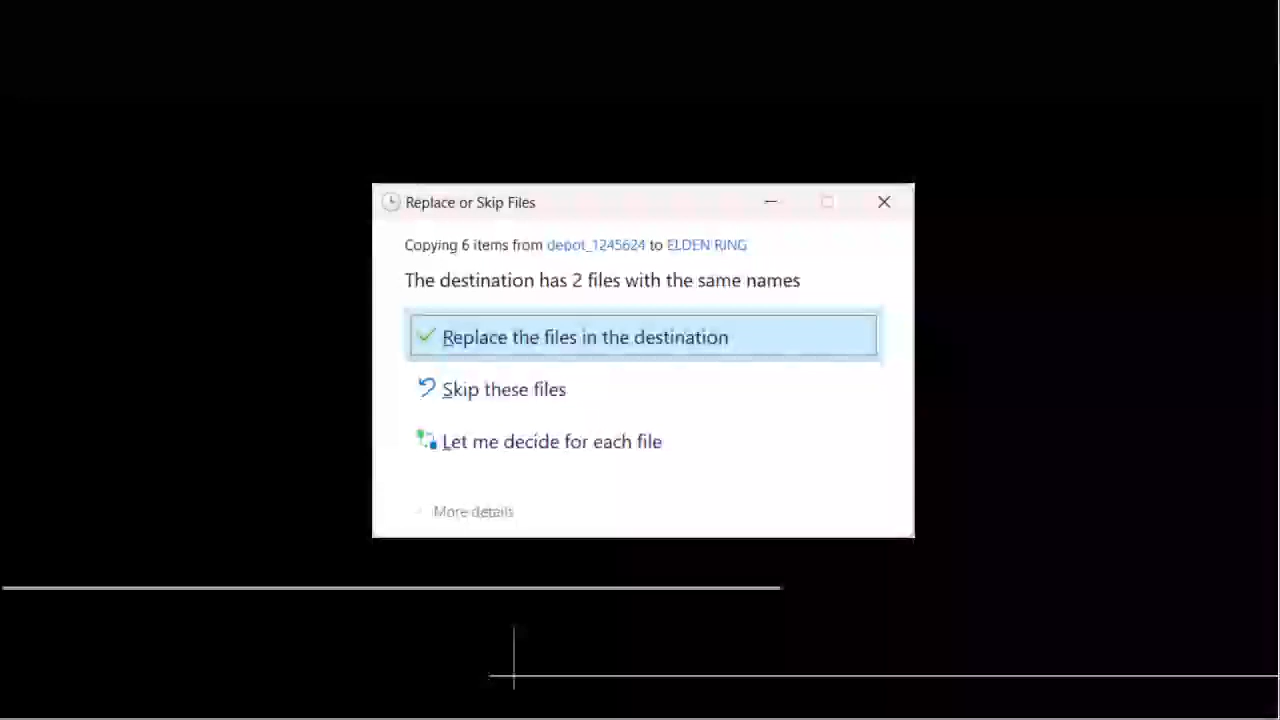 Replace or Skip Files
Copying 6 items from depot_1245624 to ELDEN RING
The destination has 2 files with the same names
Replace the files in the destination
Skip these files
Let me decide for each file
More details